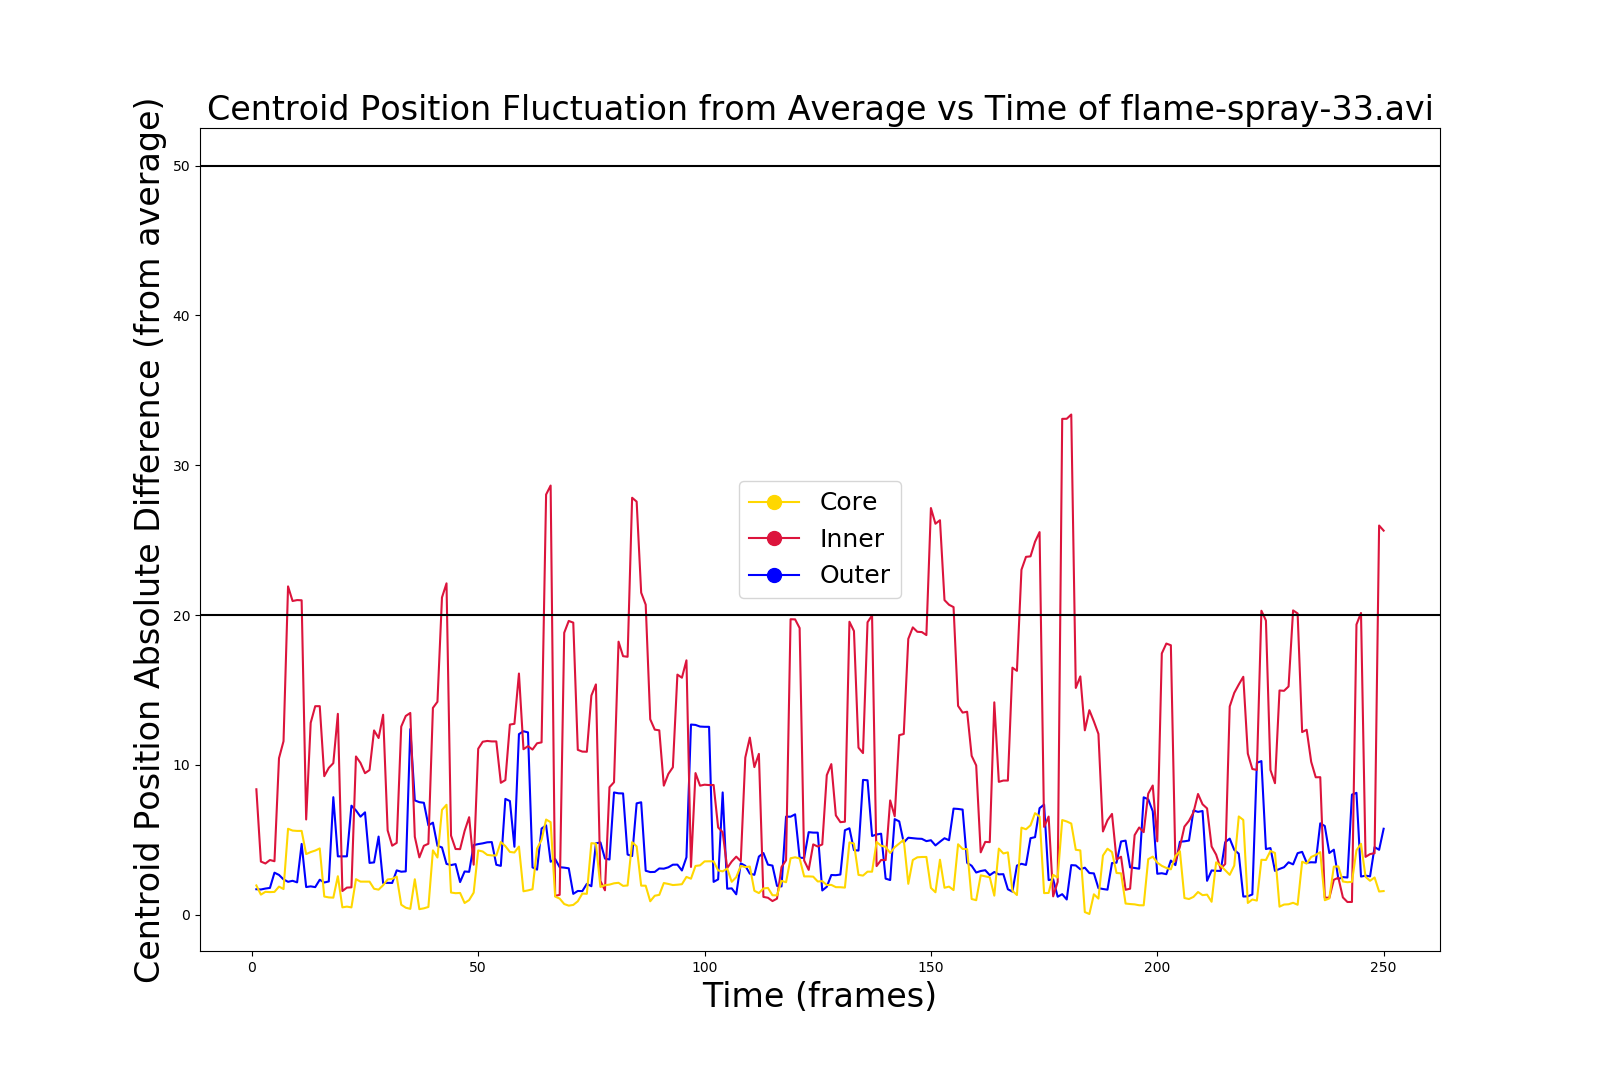 Centroid Position Fluctuation from Average vs Time of flame-spray-33.avi
Centroid Position Absolute Difference (from average)
50
40
30
20
10
0
Core
Inner
Outer
0 50 100 150 200 250
Time (frames)